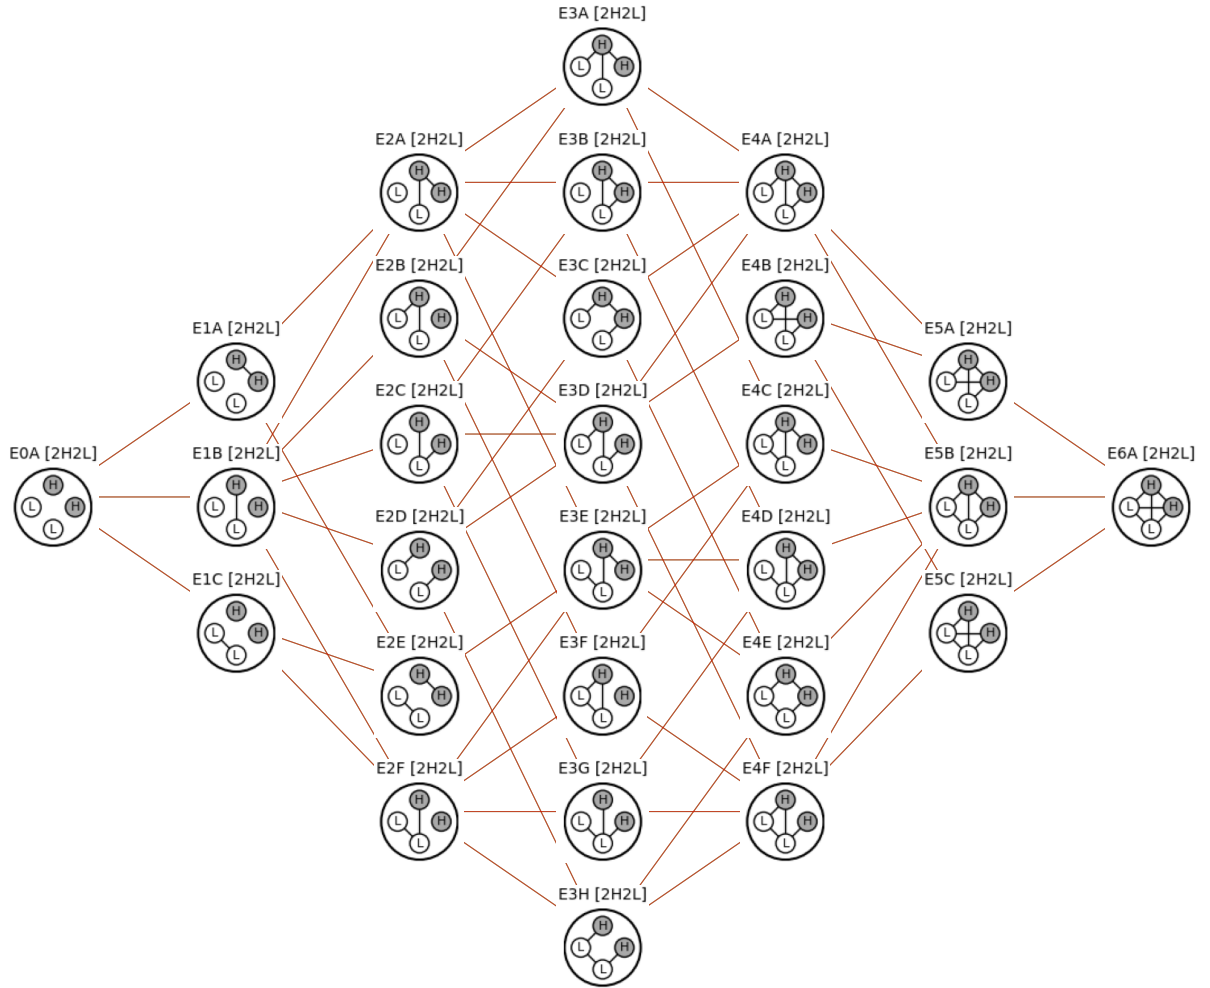 E0A [2H2L]
H
L H
L
E1A [2H2L]
H
L H
L
E1B [2H2L]
H
L H
L
E1C [2H2L]
H
L H
L
E2A [2H2L]
H
L H
L
E2B [2H2L]
H
L H
L
E2C [2H2L]
H
L H
L
E2D [2H2L]
H
L H
L
E2E [2H2L]
H
L H
L
E2F [2H2L]
H
L H
L
E3A [2H2L]
H
L H
L
E3B [2H2L]
H
L H
L
E3C [2H2L]
H
L H
L
E3D [2H2L]
H
L H
L
E3E [2H2L]
H
L H
L
E3F [2H2L]
H
L H
L
E3G [2H2L]
H
L H
L
E3H [2H2L]
H
L H
L
E4A [2H2L]
H
L H
L
E4B [2H2L]
H
L H
L
E4C [2H2L]
H
L H
L
E4D [2H2L]
H
L H
L
E4E [2H2L]
H
L H
L
E4F [2H2L]
H
L H
L
E5A [2H2L]
H
L H
L
E5B [2H2L]
H
L H
L
E5C [2H2L]
H
L H
L
E6A [2H2L]
H
L H
L